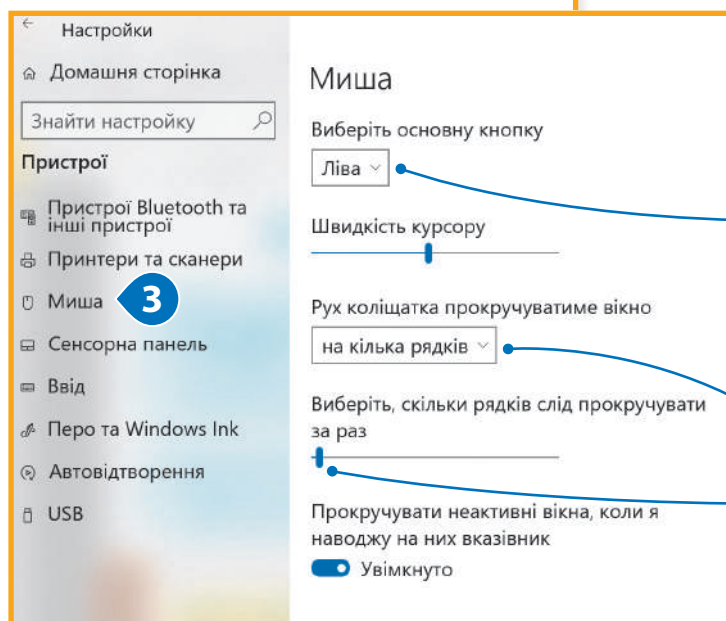 Настройки
Домашня сторінка
Знайти настройку
Пристрої
Пристрої Bluetooth та
інші пристрої
Принтери та сканери
Миша
3
Сенсорна панель
Ввід
Перо та Windows Ink
Автовідтворення
USB
Миша
Виберіть основну кнопку
Ліва
Швидкість курсору
Рух коліщатка прокручуватиме вікно
на кілька рядків
Виберіть, скільки рядків слід прокручувати
за раз
Прокручувати неактивні вікна, коли я
наводжу на них вказівник
Увімкнуто